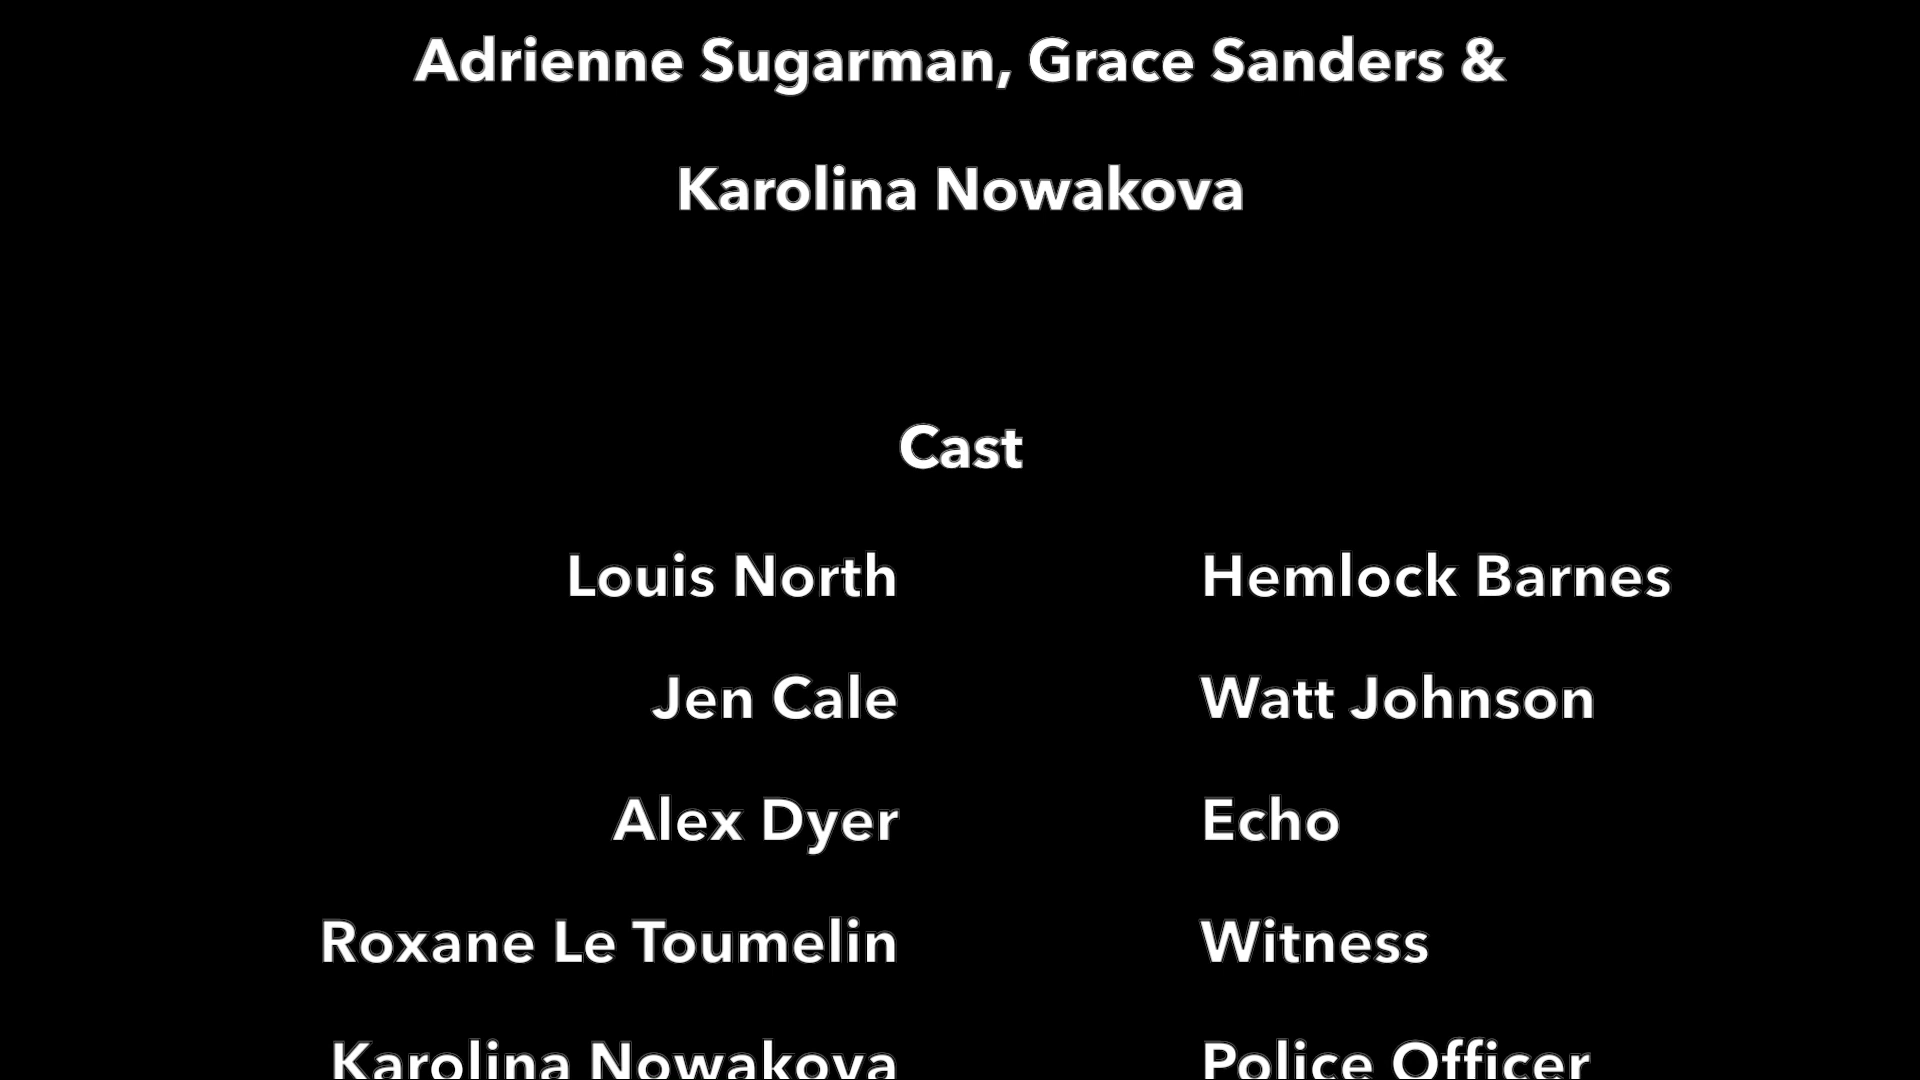 Adrienne Sugarman, Grace Sanders &
Karolina Nowakova
Cast
Louis North Hemlock Barnes
Jen Cale Watt Johnson
Alex Dyer Echo
Roxane Le Toumelin Witness
Karolina Nowakova Police Officer